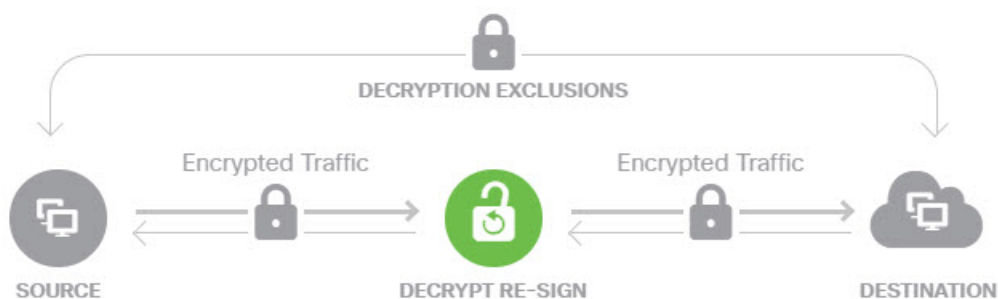 DECRYPTION EXCLUSIONS
Encrypted Traffic
Encrypted Traffic
SOURCE
DECRYPT RE-SIGN
DESTINATION